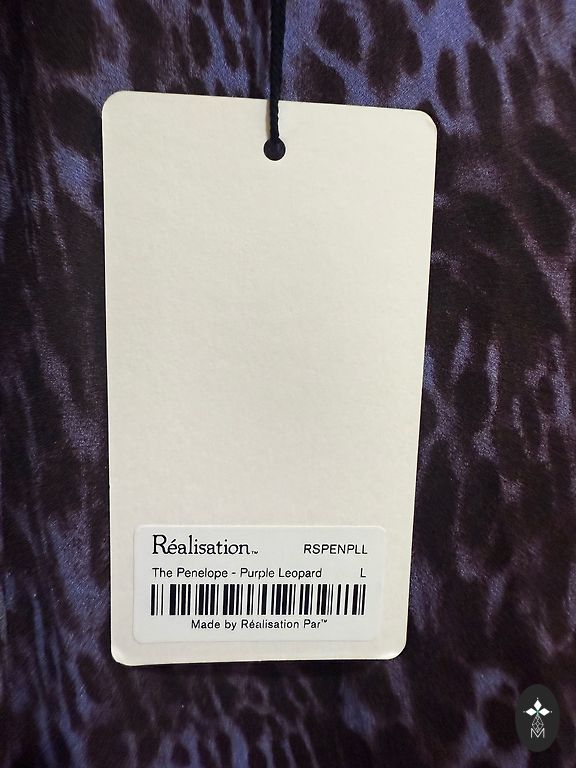 Réalisation™ RSPENPLL
The Penelope - Purple Leopard L
Made by Réalisation Par™
M